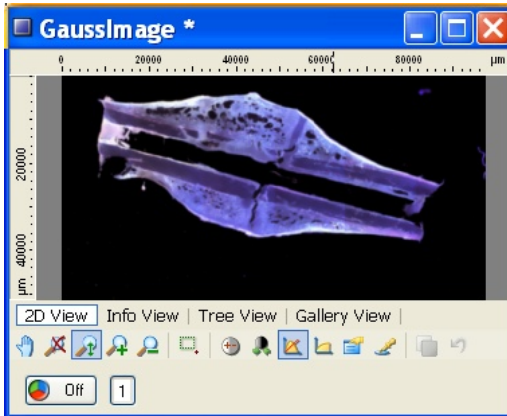 GaussImage *
0 20000 40000 60000 80000 µm
20000
40000
µm
2D View | Info View | Tree View | Gallery View |
Off 1